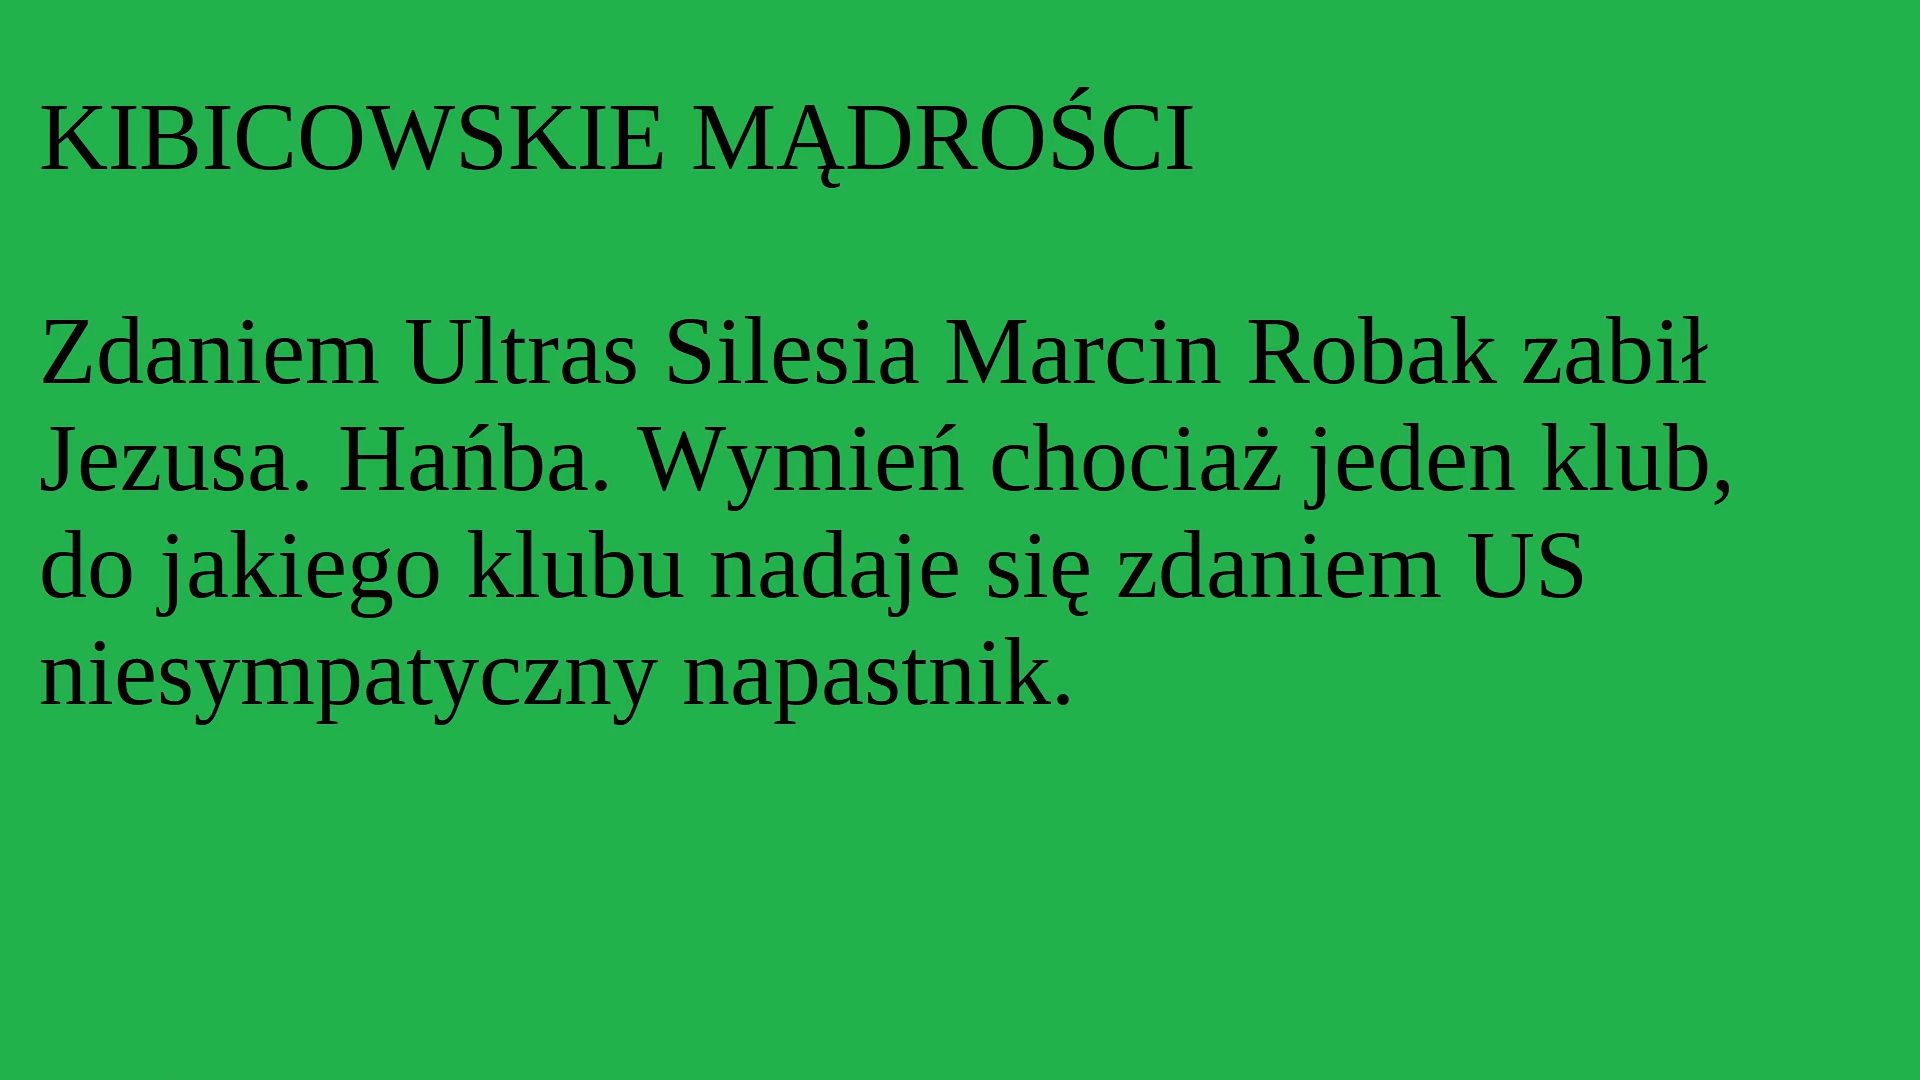 KIBICOWSKIE MĄDROŚCI
Zdaniem Ultras Silesia Marcin Robak zabił
Jezusa. Hańba. Wymień chociaż jeden klub,
do jakiego klubu nadaje się zdaniem US
niesympatyczny napastnik.